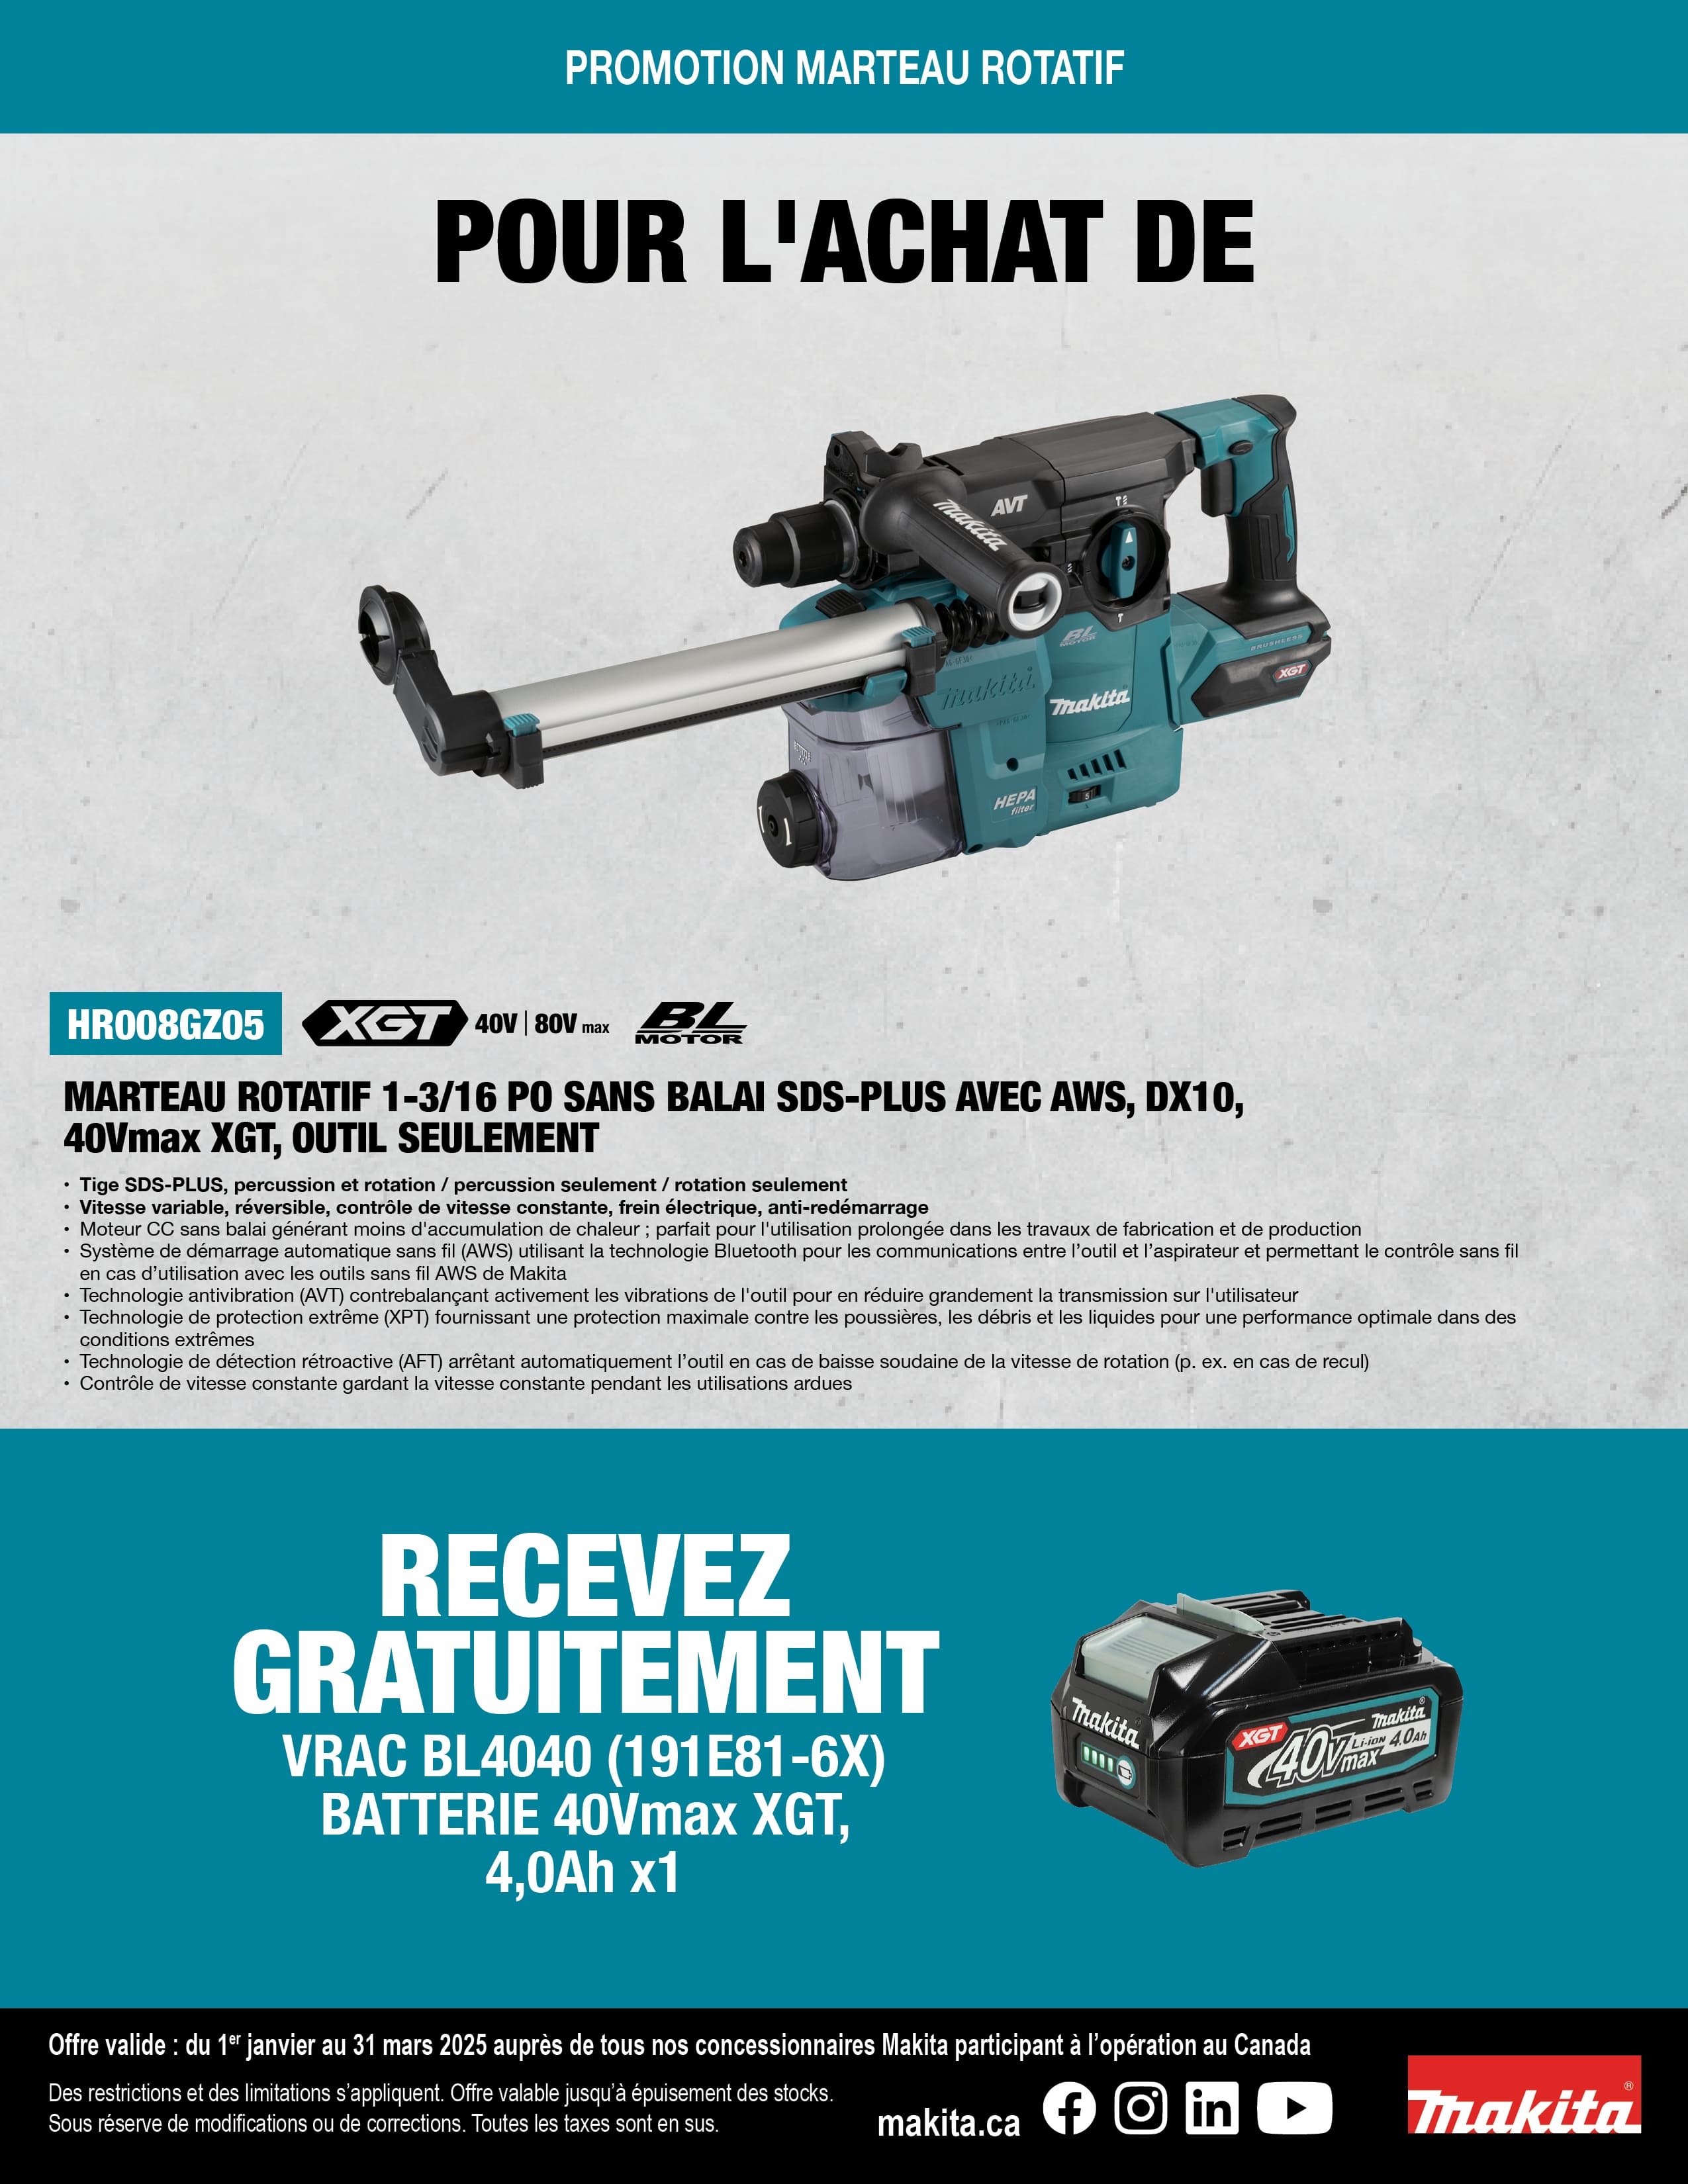 PROMOTION MARTEAU ROTATIF
POUR L'ACHAT DE
AVT
makita
BL
MOTOR
BRUSHLESS
XGT
makita
makita
HEPA
filter
HR008GZ05
XGT 40V | 80V max BL MOTOR
MARTEAU ROTATIF 1-3/16 PO SANS BALAI SDS-PLUS AVEC AWS, DX10,
40Vmax XGT, OUTIL SEULEMENT
• Tige SDS-PLUS, percussion et rotation / percussion seulement / rotation seulement
• Vitesse variable, réversible, contrôle de vitesse constante, frein électrique, anti-redémarrage
• Moteur CC sans balai générant moins d'accumulation de chaleur ; parfait pour l'utilisation prolongée dans les travaux de fabrication et de production
• Système de démarrage automatique sans fil (AWS) utilisant la technologie Bluetooth pour les communications entre l’outil et l’aspirateur et permettant le contrôle sans fil
en cas d’utilisation avec les outils sans fil AWS de Makita
• Technologie antivibration (AVT) contrebalançant activement les vibrations de l'outil pour en réduire grandement la transmission sur l'utilisateur
• Technologie de protection extrême (XPT) fournissant une protection maximale contre les poussières, les débris et les liquides pour une performance optimale dans des
conditions extrêmes
• Technologie de détection rétroactive (AFT) arrêtant automatiquement l’outil en cas de baisse soudaine de la vitesse de rotation (p. ex. en cas de recul)
• Contrôle de vitesse constante gardant la vitesse constante pendant les utilisations ardues
RECEVEZ
GRATUITEMENT
VRAC BL4040 (191E81-6X)
BATTERIE 40Vmax XGT,
4,0Ah x1
makita
XGT makita®
40Vmax Li-ion 4.0Ah
Offre valide : du 1er janvier au 31 mars 2025 auprès de tous nos concessionnaires Makita participant à l’opération au Canada
Des restrictions et des limitations s’appliquent. Offre valable jusqu’à épuisement des stocks.
Sous réserve de modifications ou de corrections. Toutes les taxes sont en sus.
makita.ca
in
makita®